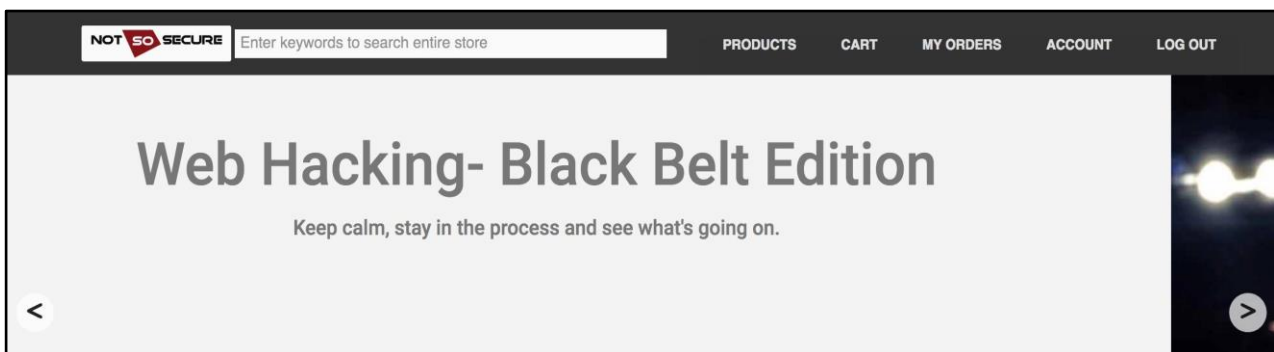 NOT SO SECURE Enter keywords to search entire store PRODUCTS CART MY ORDERS ACCOUNT LOG OUT
Web Hacking- Black Belt Edition
Keep calm, stay in the process and see what's going on.
< >